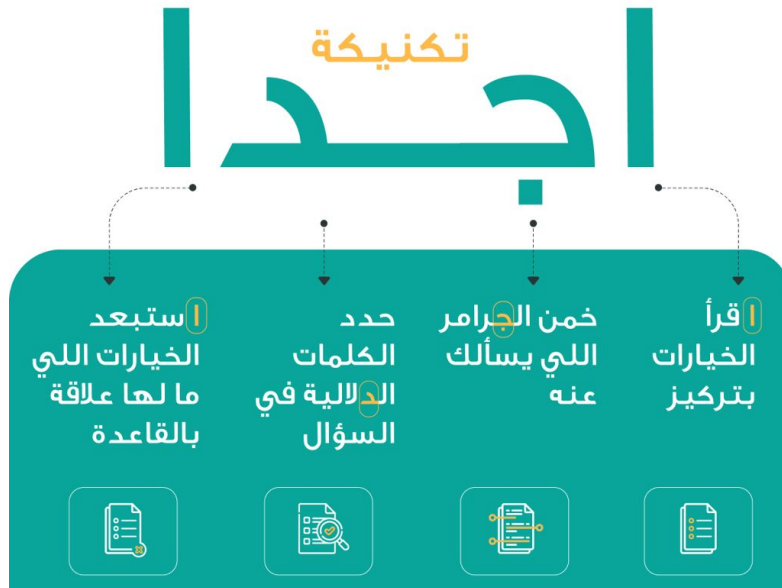 تكنيكة
اجدا
اقرأ
الخيارات
بتركيز
خمن الجرامر
اللي يسألك
عنه
حدد
الكلمات
الدلالية في
السؤال
استبعد
الخيارات اللي
ما لها علاقة
بالقاعدة